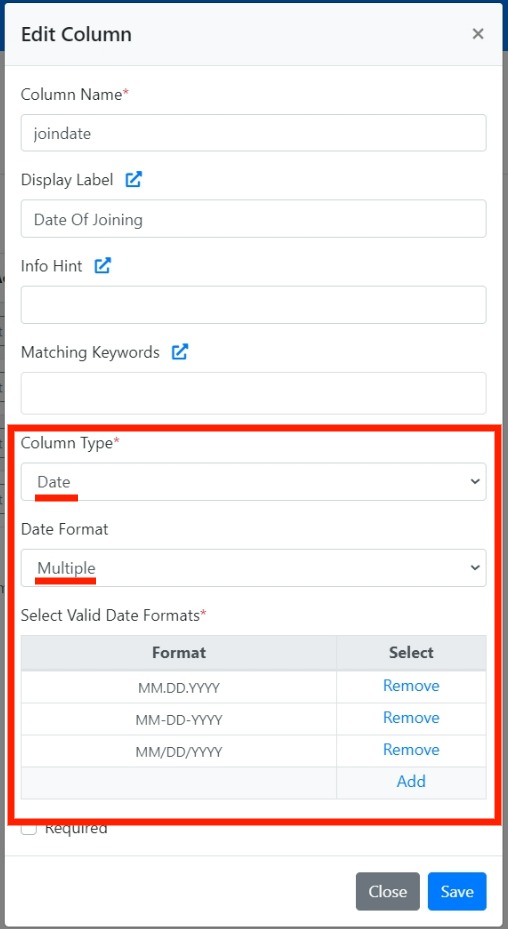 Edit Column ×
Column Name*
joindate
Display Label
Date Of Joining
Info Hint
Matching Keywords
Column Type*
Date
Date Format
Multiple
Select Valid Date Formats*
Format Select
MM.DD.YYYY Remove
MM-DD-YYYY Remove
MM/DD/YYYY Remove
Add
Required
Close Save